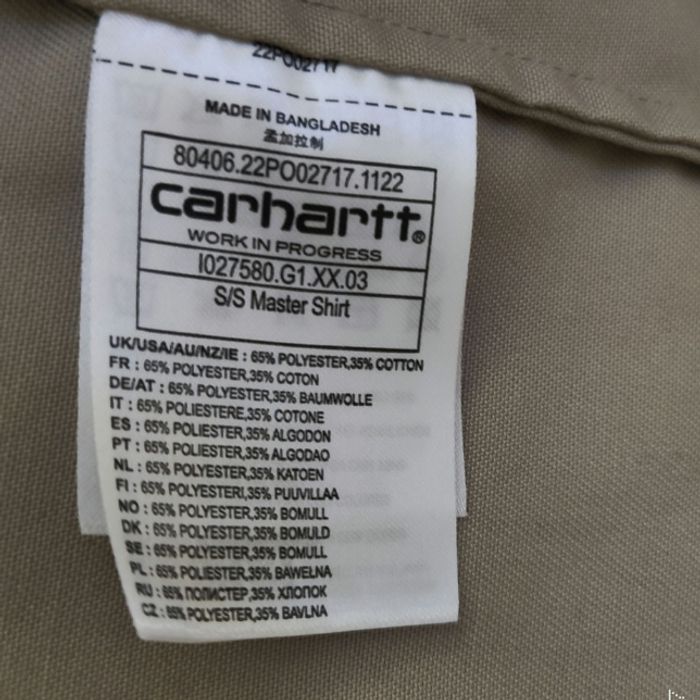 22PO02717
MADE IN BANGLADESH
孟加拉制
80406.22PO02717.1122
carhartt®
WORK IN PROGRESS
I027580.G1.XX.03
S/S Master Shirt
UK/USA/AU/NZ/IE : 65% POLYESTER,35% COTTON
FR : 65% POLYESTER,35% COTON
DE/AT : 65% POLYESTER,35% BAUMWOLLE
IT : 65% POLIESTERE,35% COTONE
ES : 65% POLIESTER,35% ALGODON
PT : 65% POLIESTER,35% ALGODAO
NL : 65% POLYESTER,35% KATOEN
FI : 65% POLYESTERI,35% PUUVILLAA
NO : 65% POLYESTER,35% BOMULL
DK : 65% POLYESTER,35% BOMULD
SE : 65% POLYESTER,35% BOMULL
PL : 65% POLIESTER,35% BAWEŁNA
RU : 65% ПОЛИСТЕР,35% ХЛОПОК
CZ : 65% POLYESTER,35% BAVLNA